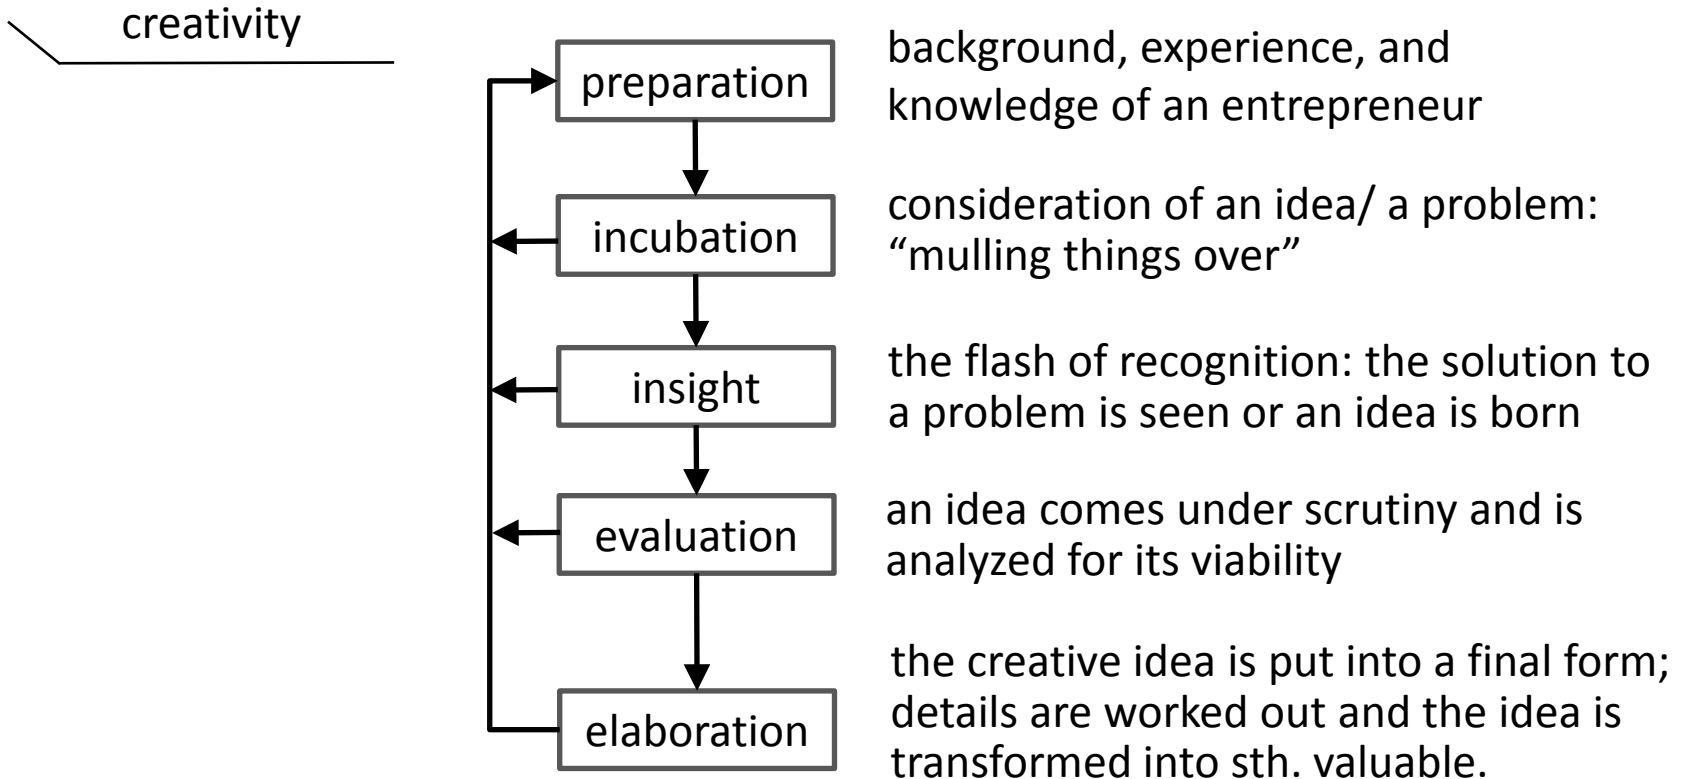 creativity
preparation
background, experience, and
knowledge of an entrepreneur
incubation
consideration of an idea/ a problem:
“mulling things over”
insight
the flash of recognition: the solution to
a problem is seen or an idea is born
evaluation
an idea comes under scrutiny and is
analyzed for its viability
elaboration
the creative idea is put into a final form;
details are worked out and the idea is
transformed into sth. valuable.